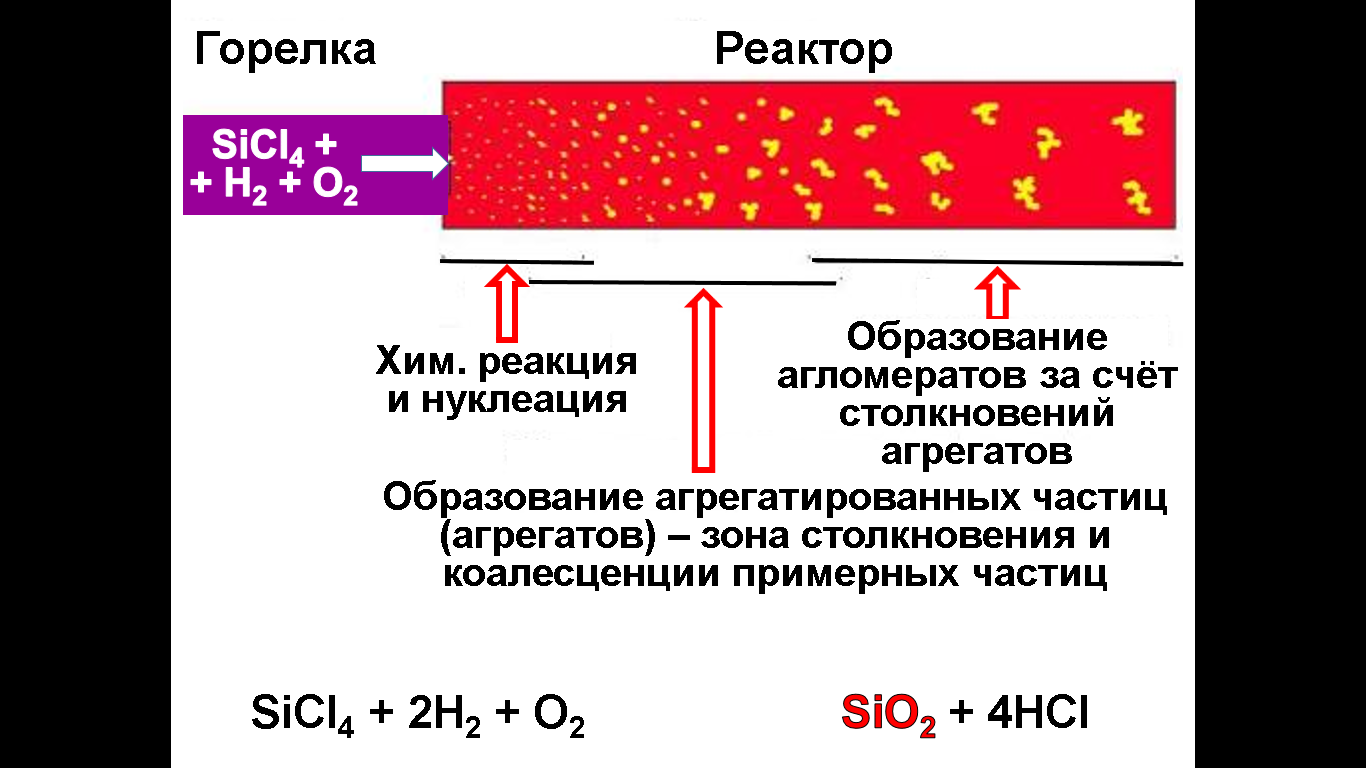 Горелка
Реактор
SiCl₄ +
+ H₂ + O₂
Хим. реакция
и нуклеация
Образование
агломератов за счёт
столкновений
агрегатов
Образование агрегатированных частиц
(агрегатов) – зона столкновения и
коалесценции примерных частиц
SiCl₄ + 2H₂ + O₂
SiO₂ + 4HCl